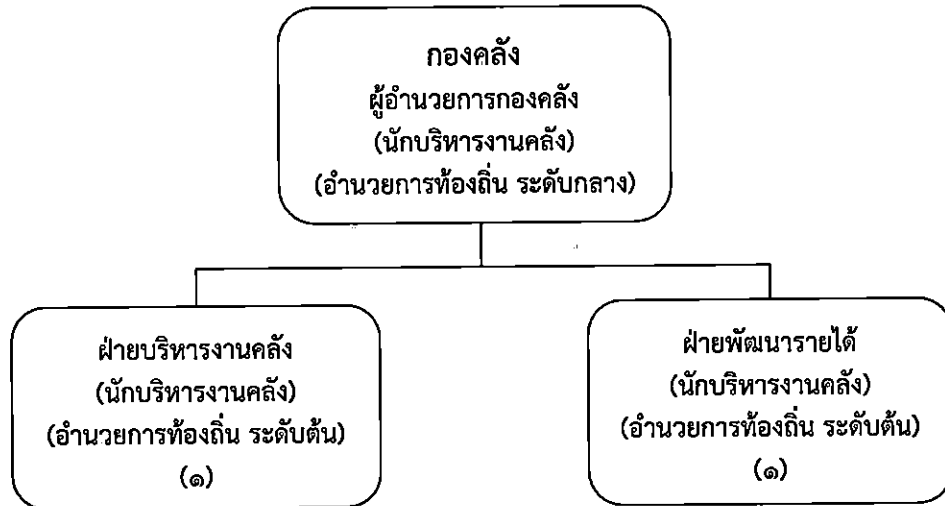 กองคลัง
ผู้อำนวยการกองคลัง
(นักบริหารงานคลัง)
(อำนวยการท้องถิ่น ระดับกลาง)
ฝ่ายบริหารงานคลัง
(นักบริหารงานคลัง)
(อำนวยการท้องถิ่น ระดับต้น)
(๑)
ฝ่ายพัฒนารายได้
(นักบริหารงานคลัง)
(อำนวยการท้องถิ่น ระดับต้น)
(๑)